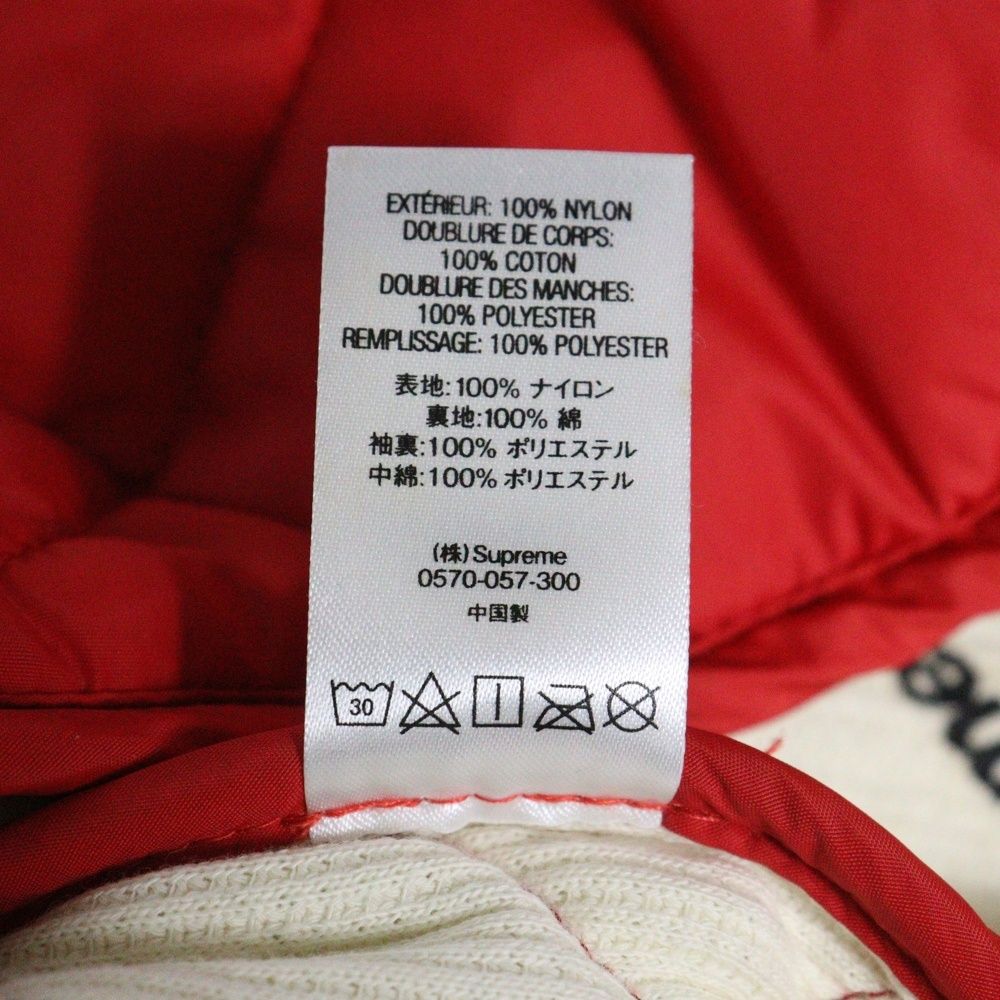 EXTÉRIEUR: 100% NYLON
DOUBLURE DE CORPS:
100% COTON
DOUBLURE DES MANCHES:
100% POLYESTER
REMPLISSAGE: 100% POLYESTER
表地:100% ナイロン
裏地:100% 綿
袖裏:100% ポリエステル
中綿:100% ポリエステル
(株)Supreme
0570-057-300
中国製
30